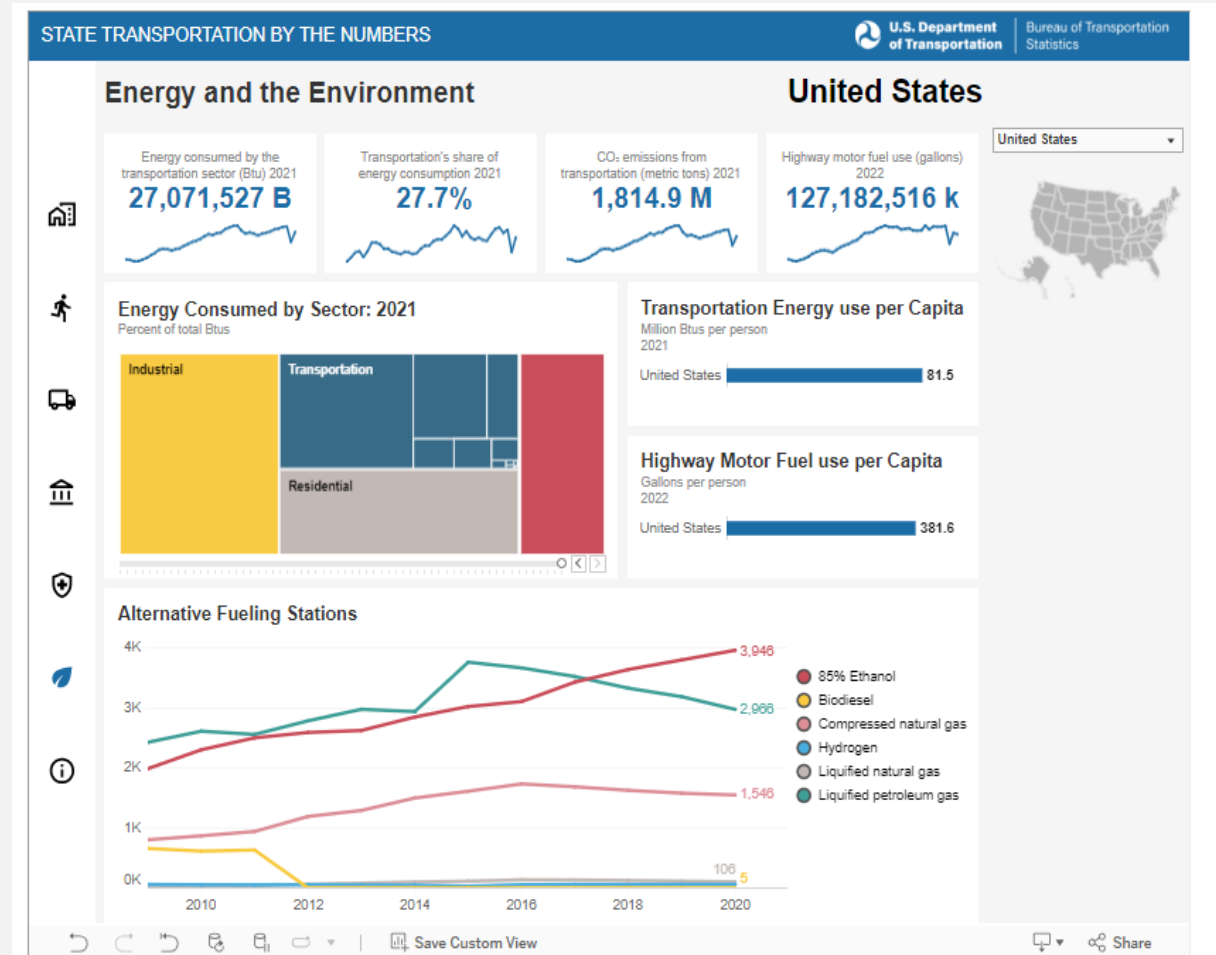 STATE TRANSPORTATION BY THE NUMBERS
U.S. Department
of Transportation
Bureau of Transportation
Statistics
Energy and the Environment
United States
United States
Energy consumed by the
transportation sector (Btu) 2021
27,071,527 B
Transportation's share of
energy consumption 2021
27.7%
CO₂ emissions from
transportation (metric tons) 2021
1,814.9 M
Highway motor fuel use (gallons)
2022
127,182,516 k
Energy Consumed by Sector: 2021
Percent of total Btus
Industrial
Transportation
Residential
Transportation Energy use per Capita
Million Btus per person
2021
United States
81.5
Highway Motor Fuel use per Capita
Gallons per person
2022
United States
381.6
Alternative Fueling Stations
4K
3K
2K
1K
0K
3,946
2,966
1,546
106
5
2010
2012
2014
2016
2018
2020
85% Ethanol
Biodiesel
Compressed natural gas
Hydrogen
Liquified natural gas
Liquified petroleum gas
Save Custom View
Share